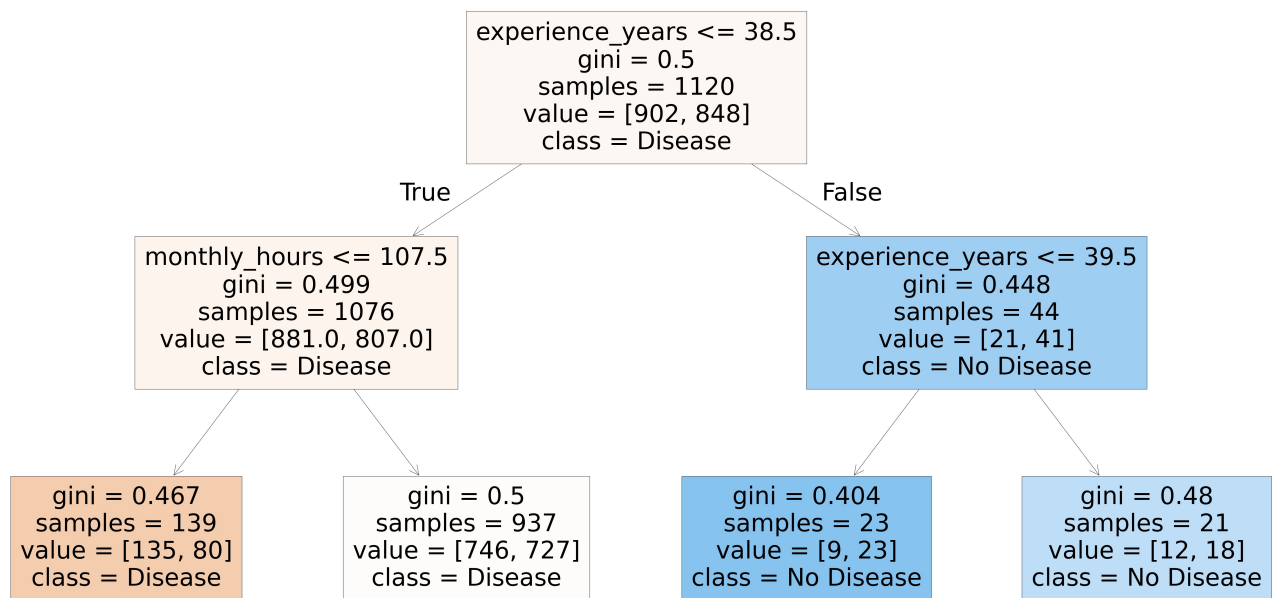 experience_years <= 38.5
gini = 0.5
samples = 1120
value = [902, 848]
class = Disease
True
False
monthly_hours <= 107.5
gini = 0.499
samples = 1076
value = [881.0, 807.0]
class = Disease
experience_years <= 39.5
gini = 0.448
samples = 44
value = [21, 41]
class = No Disease
gini = 0.467
samples = 139
value = [135, 80]
class = Disease
gini = 0.5
samples = 937
value = [746, 727]
class = Disease
gini = 0.404
samples = 23
value = [9, 23]
class = No Disease
gini = 0.48
samples = 21
value = [12, 18]
class = No Disease